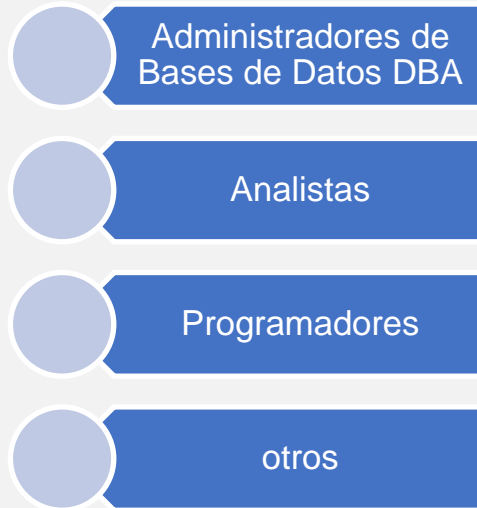 Administradores de
Bases de Datos DBA
Analistas
Programadores
otros